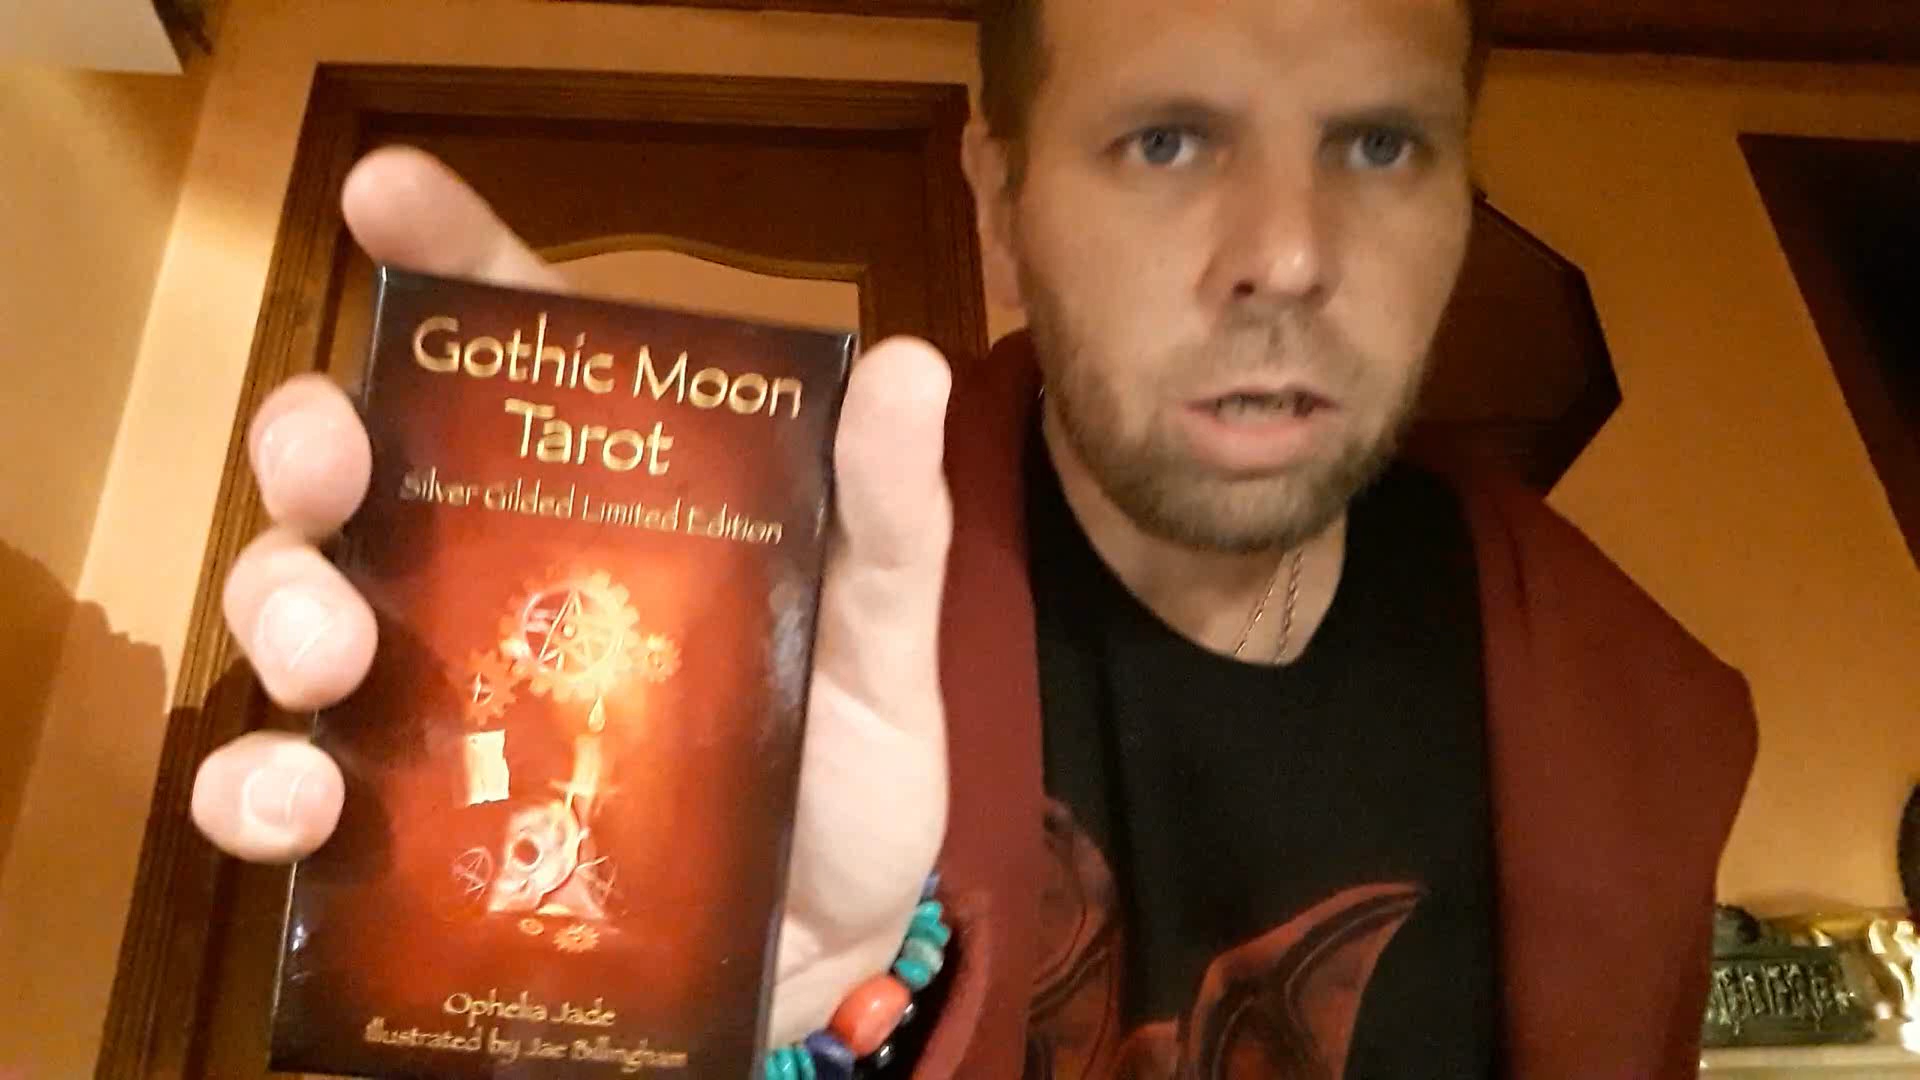 Gothic Moon
Tarot
Silver Gilded Limited Edition
Ophelia Jade
Illustrated by Jae Billingham